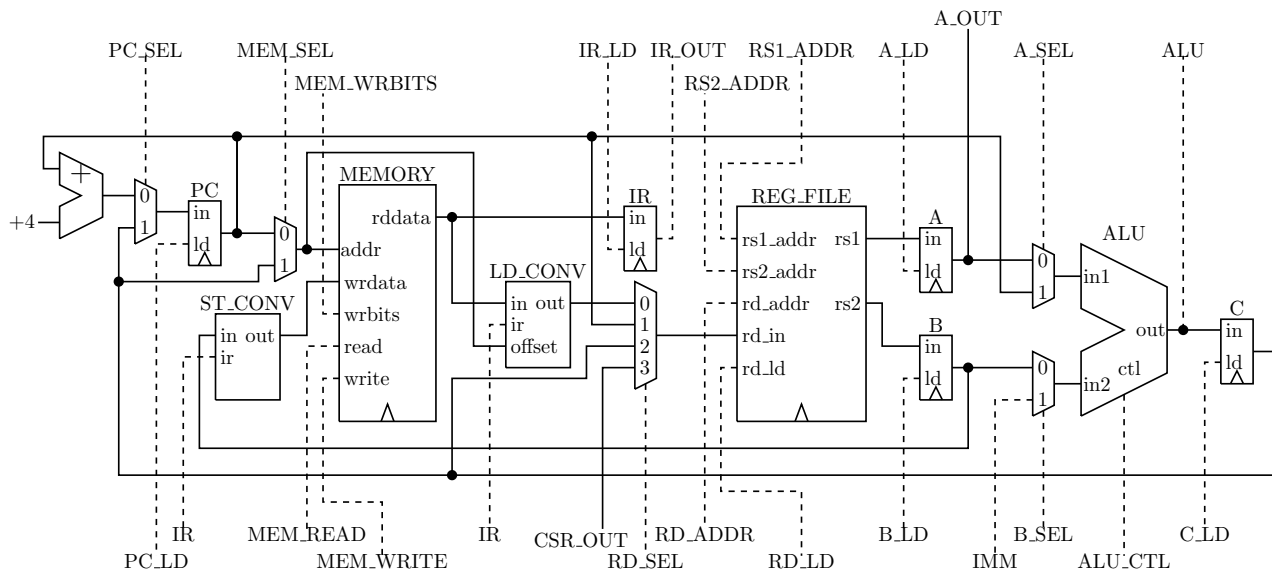 A_OUT
PC_SEL MEM_SEL IR_LD IR_OUT RS1_ADDR A_LD A_SEL ALU
MEM_WRBITS RS2_ADDR
+ MEMORY
PC IR REG_FILE
0 in rddata in A ALU
+4 1 ld 0 addr ld rs1_addr rs1 in 0 in1
1 wrdata LD_CONV 0 rs2_addr ld 1
ST_CONV wrbits in out 1 rd_addr rs2 B C
in out read ir 2 rd_in in out in
ir write offset 3 rd_ld ld 0 in2 ctl ld
1
IR MEM_READ IR CSR_OUT RD_ADDR B_LD B_SEL C_LD
PC_LD MEM_WRITE RD_SEL RD_LD IMM ALU_CTL